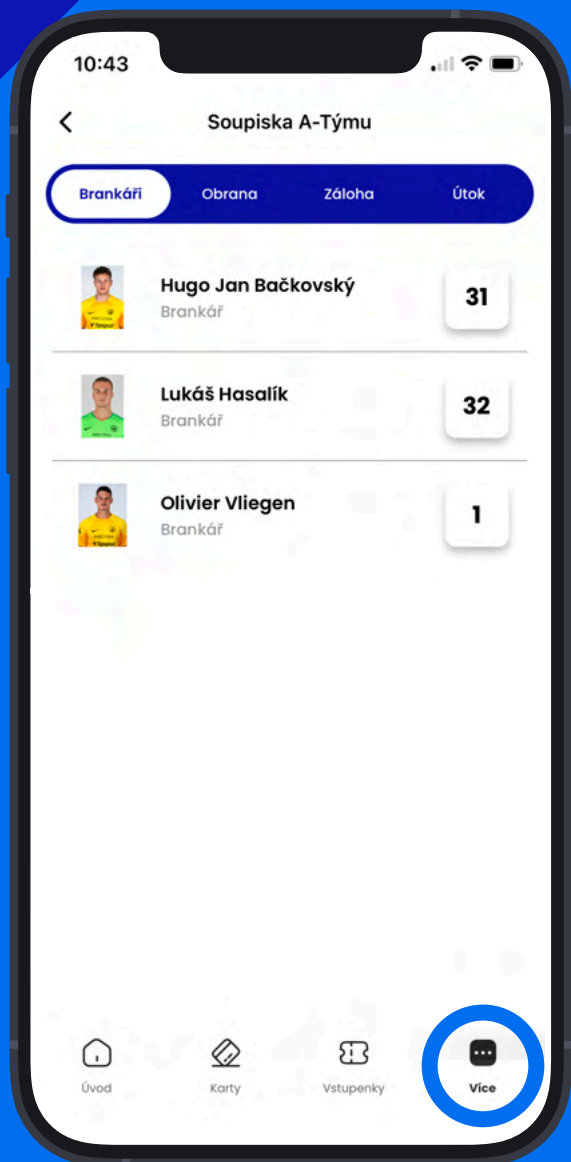 10:43
Soupiska A-Týmu
Brankáři Obrana Záloha Útok
Hugo Jan Bačkovský
Brankář
31
Lukáš Hasalík
Brankář
32
Olivier Vliegen
Brankář
1
Úvod Karty Vstupenky Více